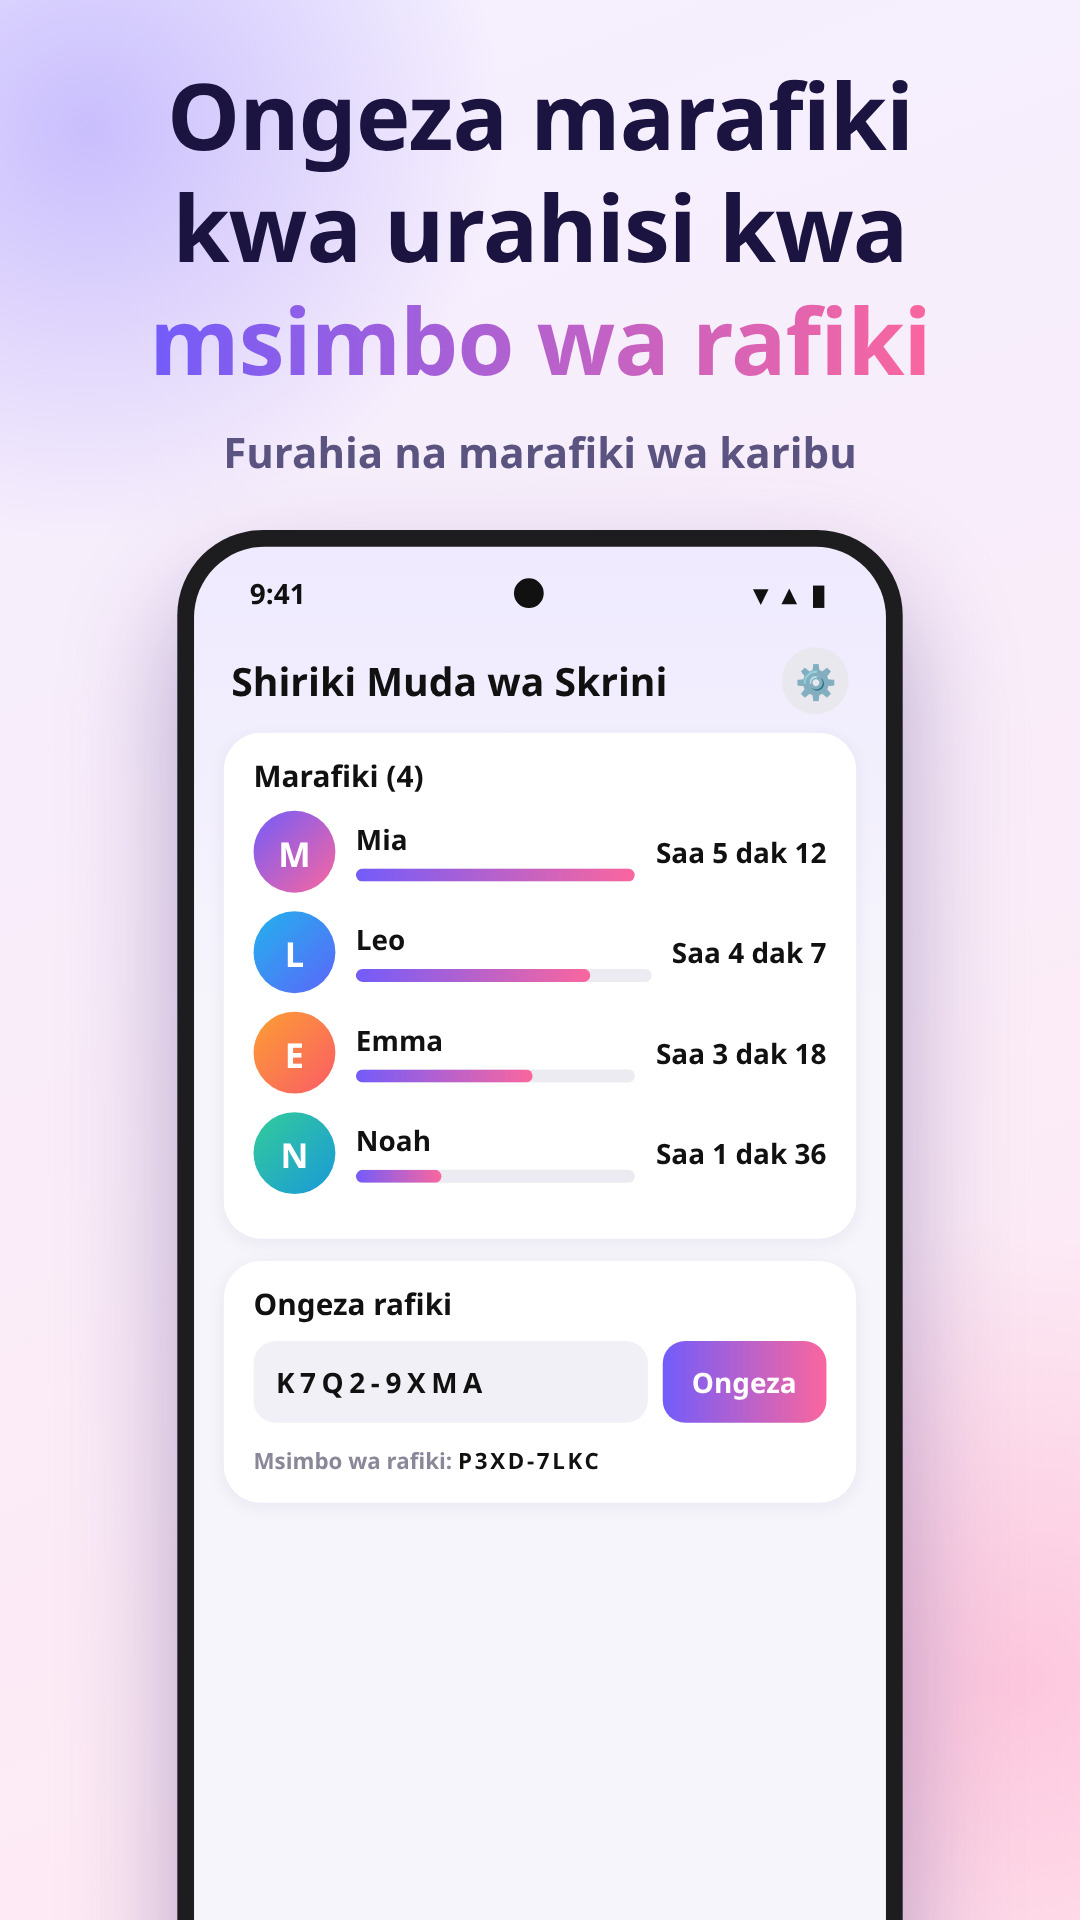 Ongeza marafiki
kwa urahisi kwa
msimbo wa rafiki
Furahia na marafiki wa karibu
9:41
Shiriki Muda wa Skrini
Marafiki (4)
M
Mia
Saa 5 dak 12
L
Leo
Saa 4 dak 7
E
Emma
Saa 3 dak 18
N
Noah
Saa 1 dak 36
Ongeza rafiki
K7Q2-9XMA
Ongeza
Msimbo wa rafiki: P3XD-7LKC